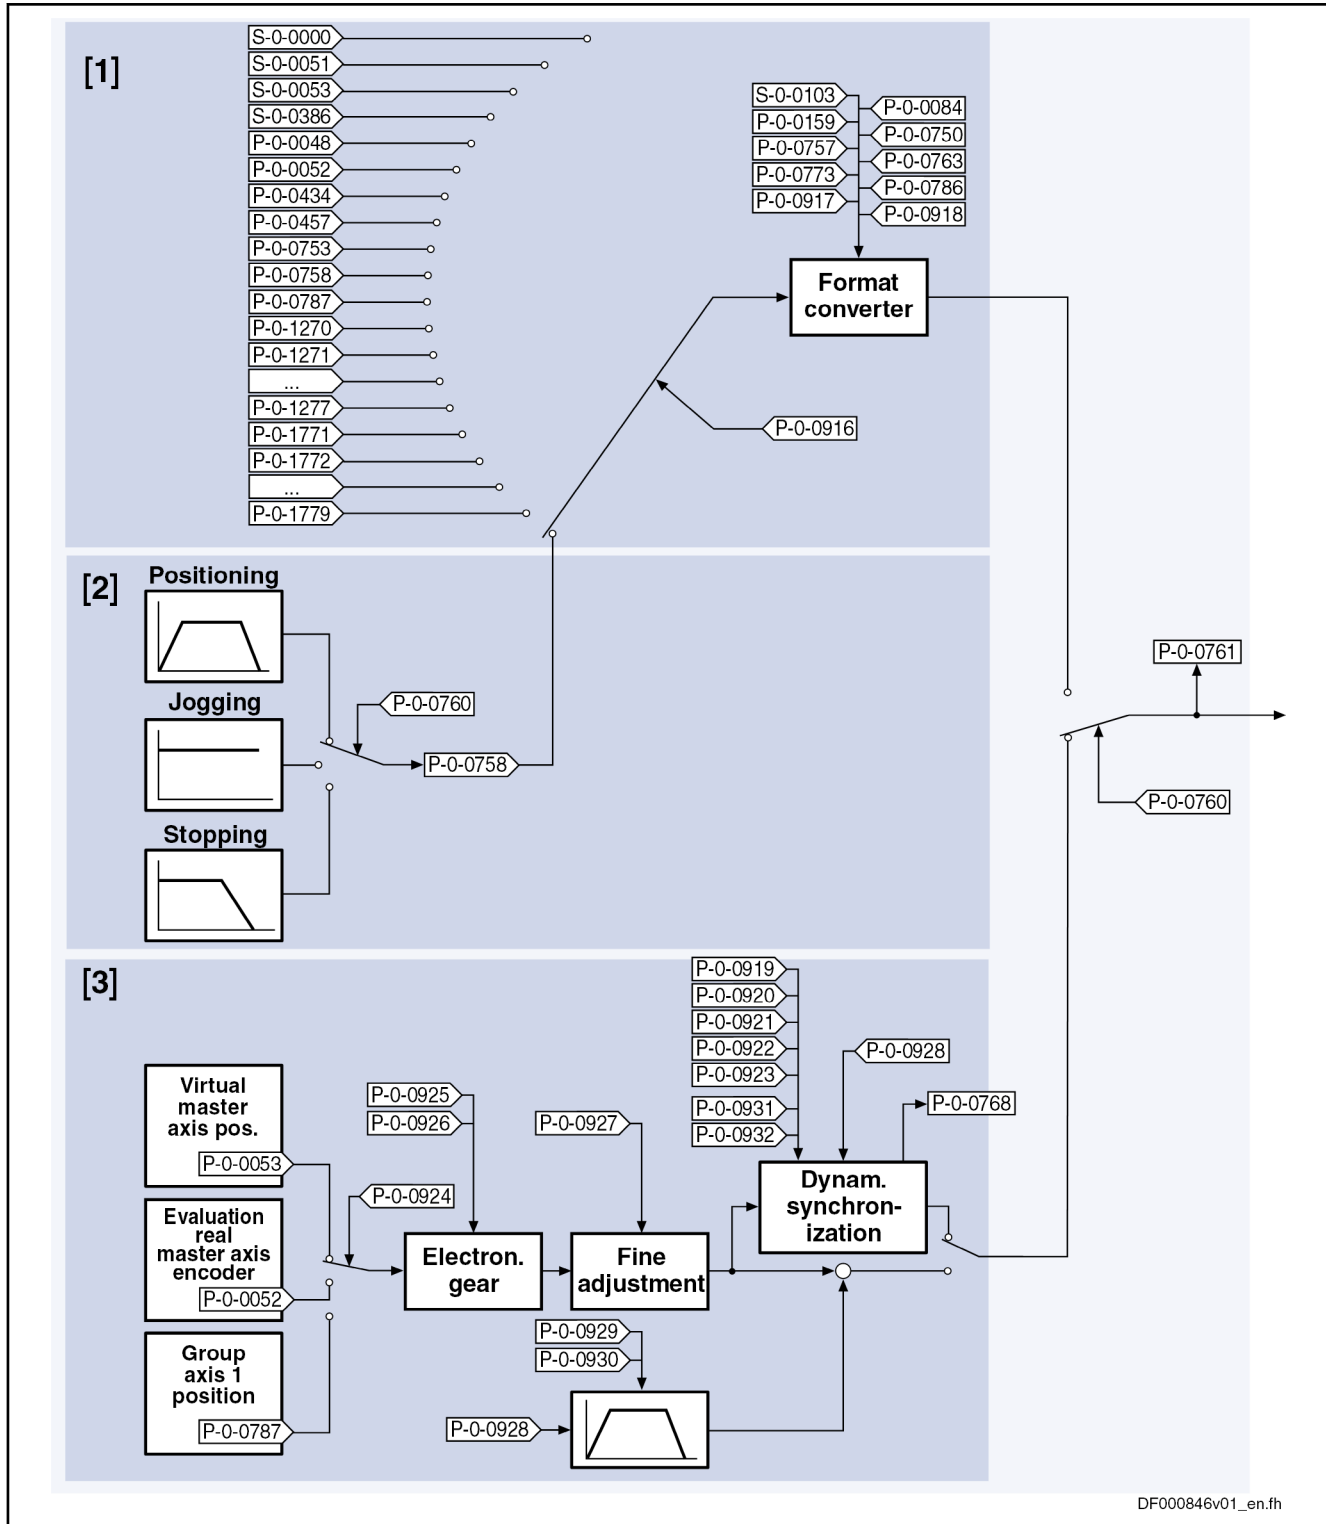 [1]
S-0-0000
S-0-0051
S-0-0053
S-0-0386
P-0-0048
P-0-0052
P-0-0434
P-0-0457
P-0-0753
P-0-0758
P-0-0787
P-0-1270
P-0-1271
...
P-0-1277
P-0-1771
P-0-1772
...
P-0-1779
S-0-0103
P-0-0159
P-0-0757
P-0-0773
P-0-0917
P-0-0084
P-0-0750
P-0-0763
P-0-0786
P-0-0918
Format
converter
P-0-0916
[2]
Positioning
Jogging
Stopping
P-0-0760
P-0-0758
P-0-0761
P-0-0760
[3]
Virtual
master
axis pos.
P-0-0053
Evaluation
real
master axis
encoder
P-0-0052
Group
axis 1
position
P-0-0787
P-0-0924
P-0-0925
P-0-0926
Electron.
gear
P-0-0927
Fine
adjustment
P-0-0929
P-0-0930
P-0-0928
P-0-0919
P-0-0920
P-0-0921
P-0-0922
P-0-0923
P-0-0931
P-0-0932
P-0-0928
P-0-0768
Dynam.
synchron-
ization
DF000846v01_en.fh